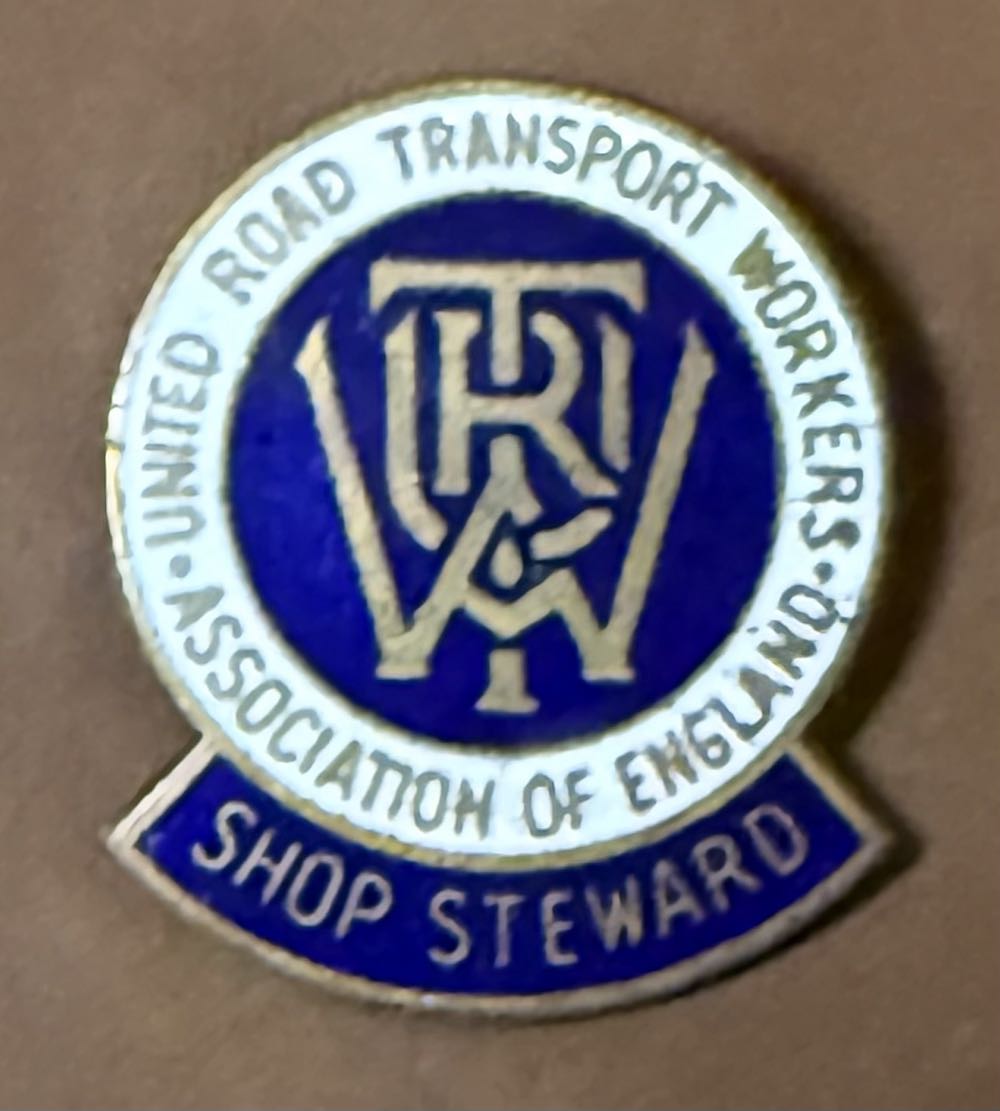 ·UNITED ROAD TRANSPORT WORKERS·
ASSOCIATION OF ENGLAND
URTWA
SHOP STEWARD